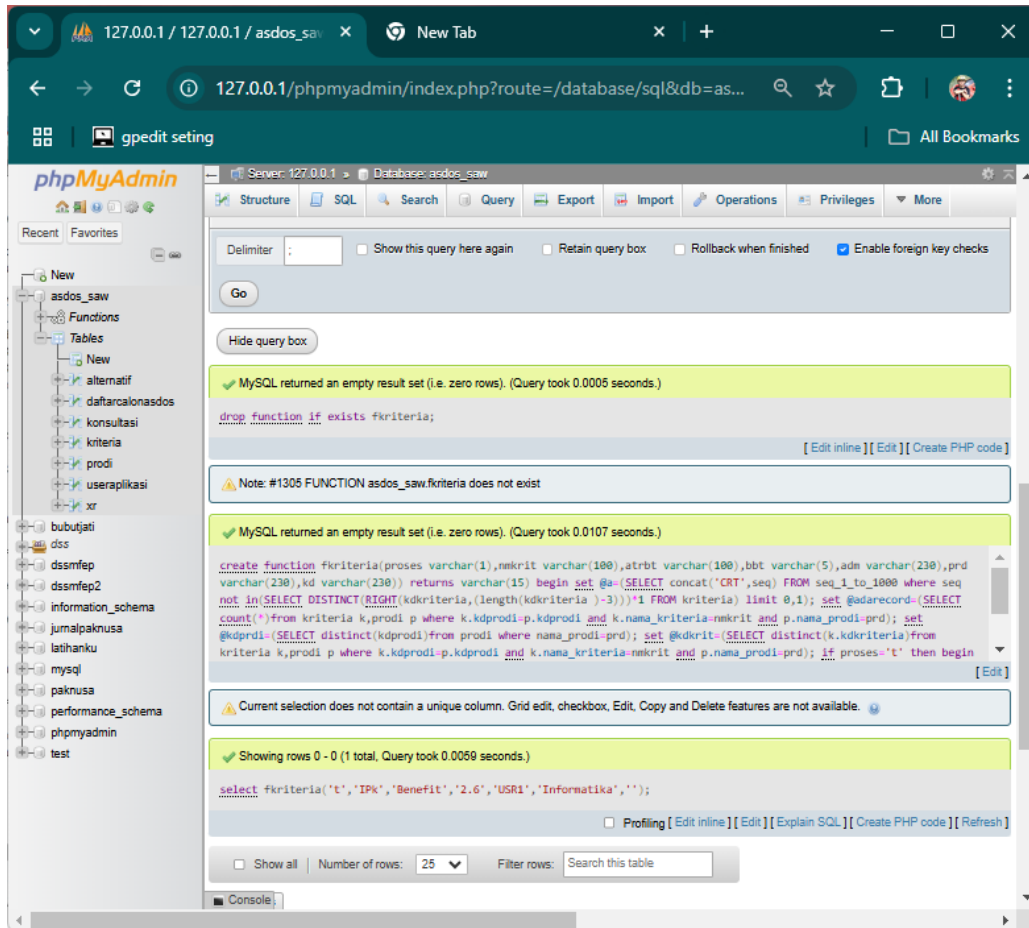 127.0.0.1 / 127.0.0.1 / asdos_sav
New Tab
127.0.0.1/phpmyadmin/index.php?route=/database/sql&db=as...
gpedit seting
All Bookmarks
phpMyAdmin
Recent Favorites
New
asdos_saw
Functions
Tables
New
alternatif
daftarcalonasdos
konsultasi
kriteria
prodi
useraplikasi
xr
bubutjati
dss
dssmfep
dssmfep2
information_schema
jurnalpaknusa
latihanku
mysql
paknusa
performance_schema
phpmyadmin
test
Server: 127.0.0.1 » Database: asdos_saw
Structure SQL Search Query Export Import Operations Privileges More
Delimiter ; Show this query here again Retain query box Rollback when finished Enable foreign key checks
Go
Hide query box
MySQL returned an empty result set (i.e. zero rows). (Query took 0.0005 seconds.)
drop function if exists fkriteria;
[ Edit inline ] [ Edit ] [ Create PHP code ]
Note: #1305 FUNCTION asdos_saw.fkriteria does not exist
MySQL returned an empty result set (i.e. zero rows). (Query took 0.0107 seconds.)
create function fkriteria(proses varchar(1),nmkrit varchar(100),atrbt varchar(100),bbt varchar(5),adm varchar(230),prd
varchar(230),kd varchar(230)) returns varchar(15) begin set @a=(SELECT concat('CRT',seq) FROM seq_1_to_1000 where seq
not in(SELECT DISTINCT(RIGHT(kdkriteria,(length(kdkriteria )-3)))*1 FROM kriteria) limit 0,1); set @adarecord=(SELECT
count(*)from kriteria k,prodi p where k.kdprodi=p.kdprodi and k.nama_kriteria=nmkrit and p.nama_prodi=prd); set
@kdprdi=(SELECT distinct(kdprodi)from prodi where nama_prodi=prd); set @kdkrit=(SELECT distinct(k.kdkriteria)from
kriteria k,prodi p where k.kdprodi=p.kdprodi and k.nama_kriteria=nmkrit and p.nama_prodi=prd); if proses='t' then begin
[ Edit ]
Current selection does not contain a unique column. Grid edit, checkbox, Edit, Copy and Delete features are not available.
Showing rows 0 - 0 (1 total, Query took 0.0059 seconds.)
select fkriteria('t','IPk','Benefit','2.6','USR1','Informatika','');
Profiling [ Edit inline ] [ Edit ] [ Explain SQL ] [ Create PHP code ] [ Refresh ]
Show all Number of rows: 25 Filter rows: Search this table
Console